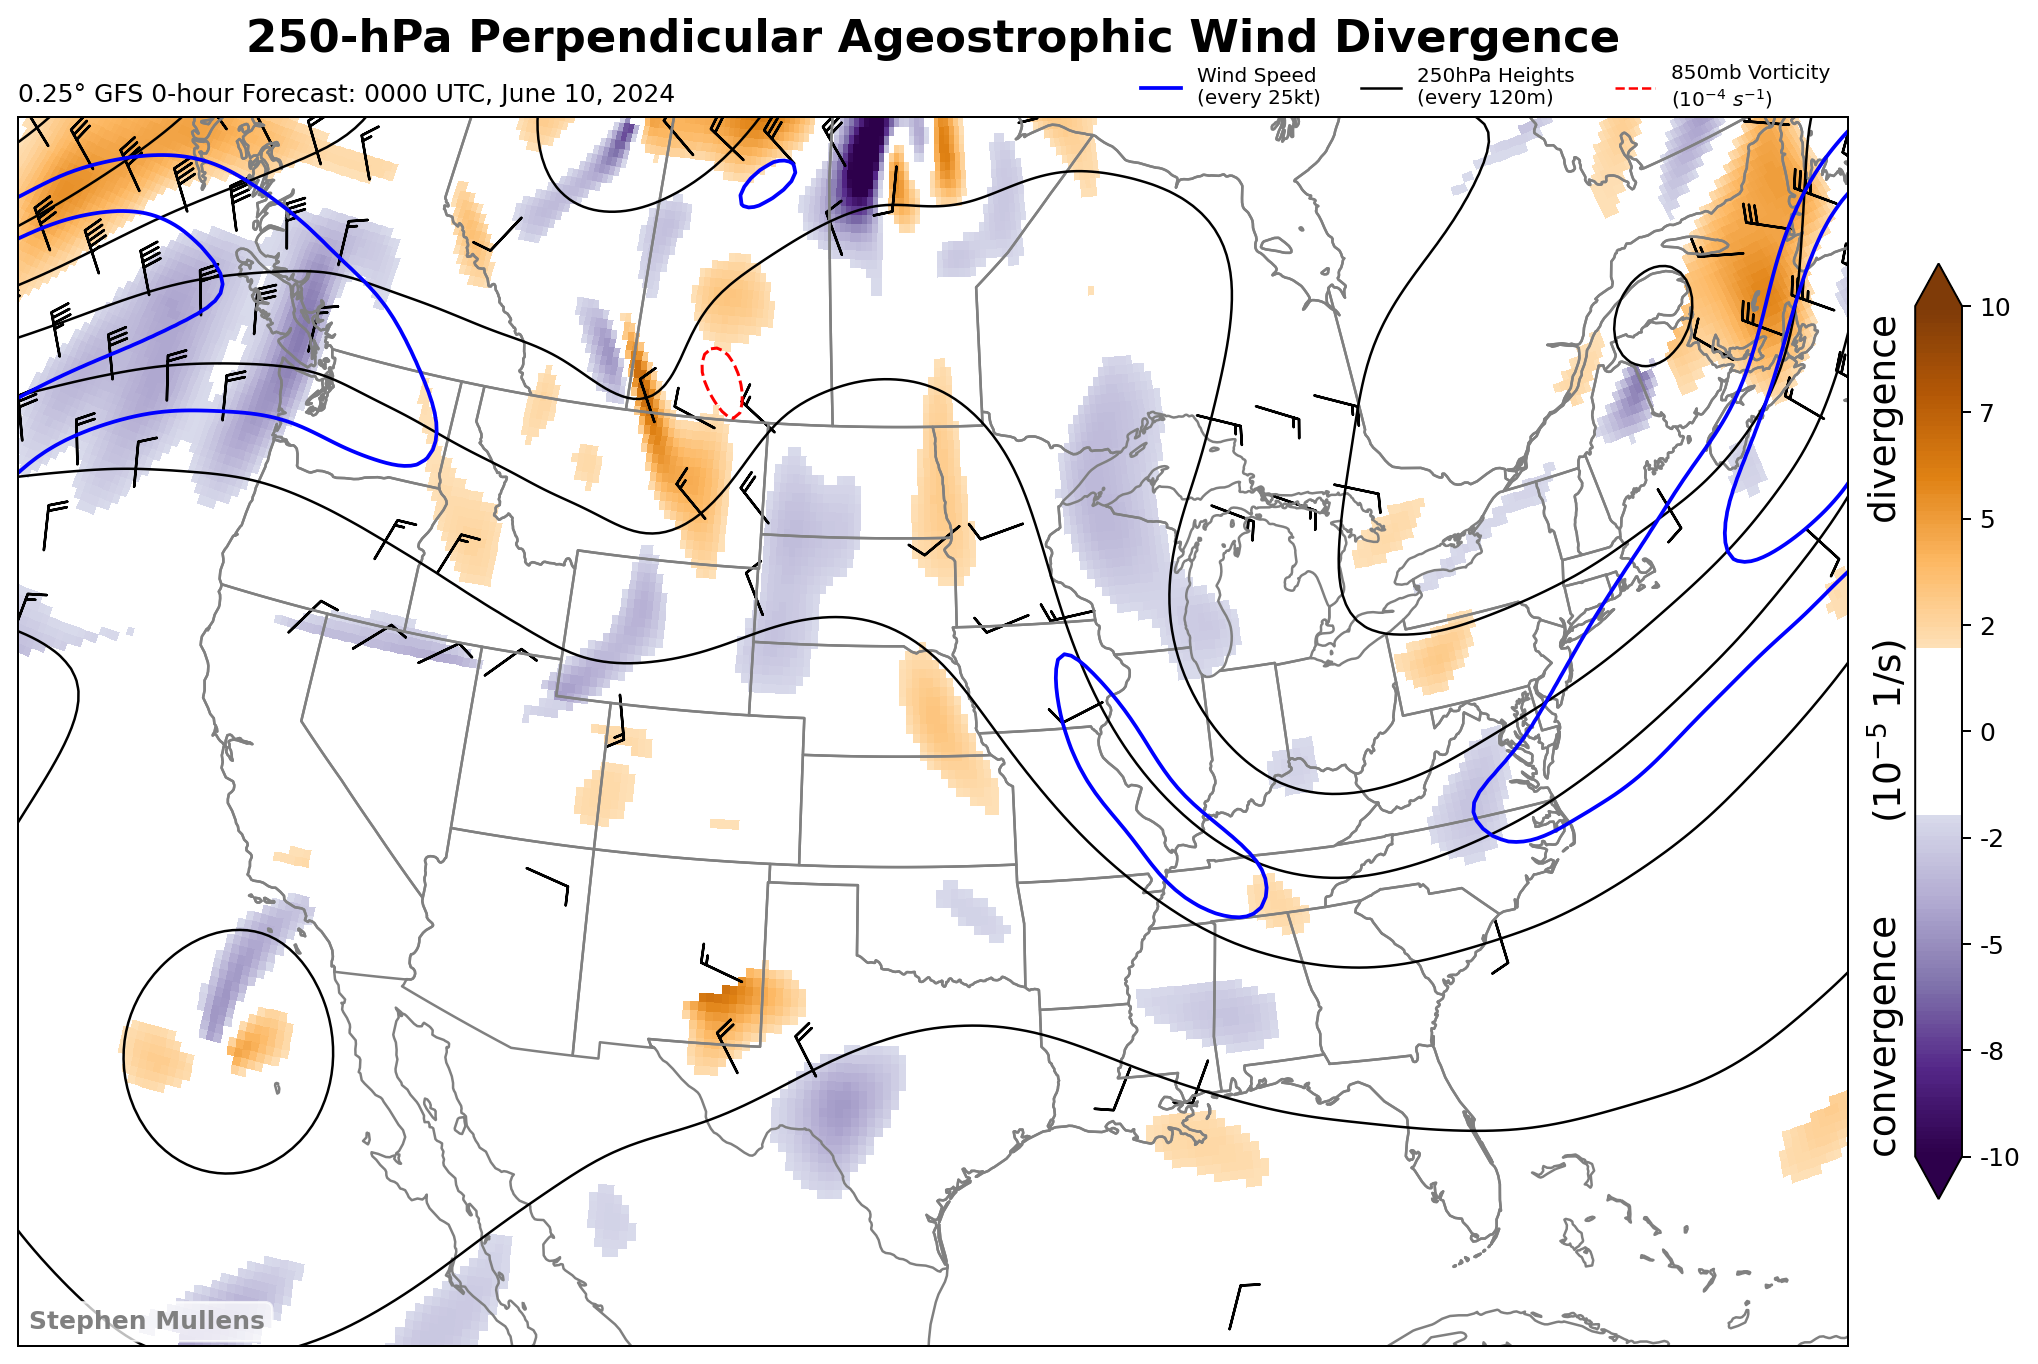 250-hPa Perpendicular Ageostrophic Wind Divergence
0.25° GFS 0-hour Forecast: 0000 UTC, June 10, 2024
Wind Speed
(every 25kt)
250hPa Heights
(every 120m)
850mb Vorticity
(10⁻⁴ s⁻¹)
10
7
5
2
0
-2
-5
-8
-10
convergence (10⁻⁵ 1/s) divergence
Stephen Mullens